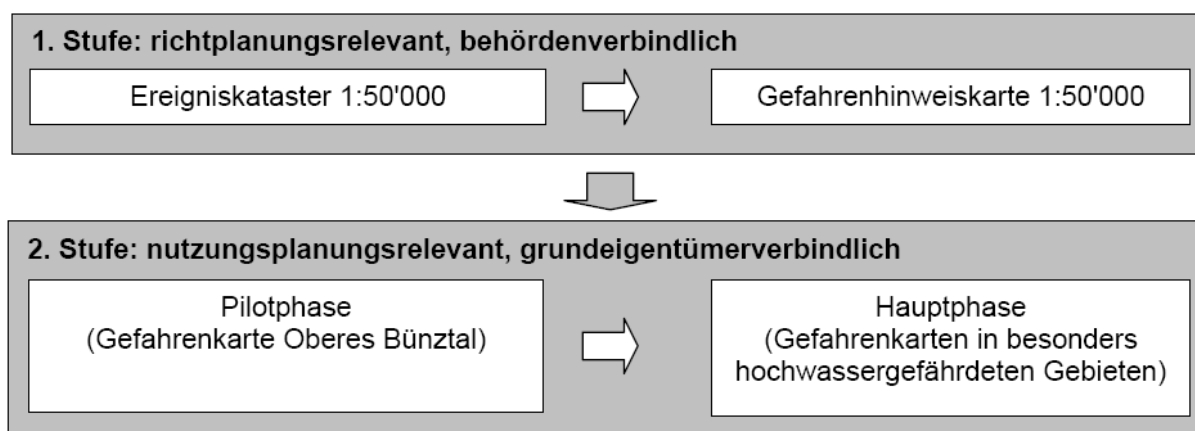 1. Stufe: richtplanungsrelevant, behördenverbindlich
Ereigniskataster 1:50'000
Gefahrenhinweiskarte 1:50'000
2. Stufe: nutzungsplanungsrelevant, grundeigentümerverbindlich
Pilotphase
(Gefahrenkarte Oberes Bünztal)
Hauptphase
(Gefahrenkarten in besonders
hochwassergefährdeten Gebieten)